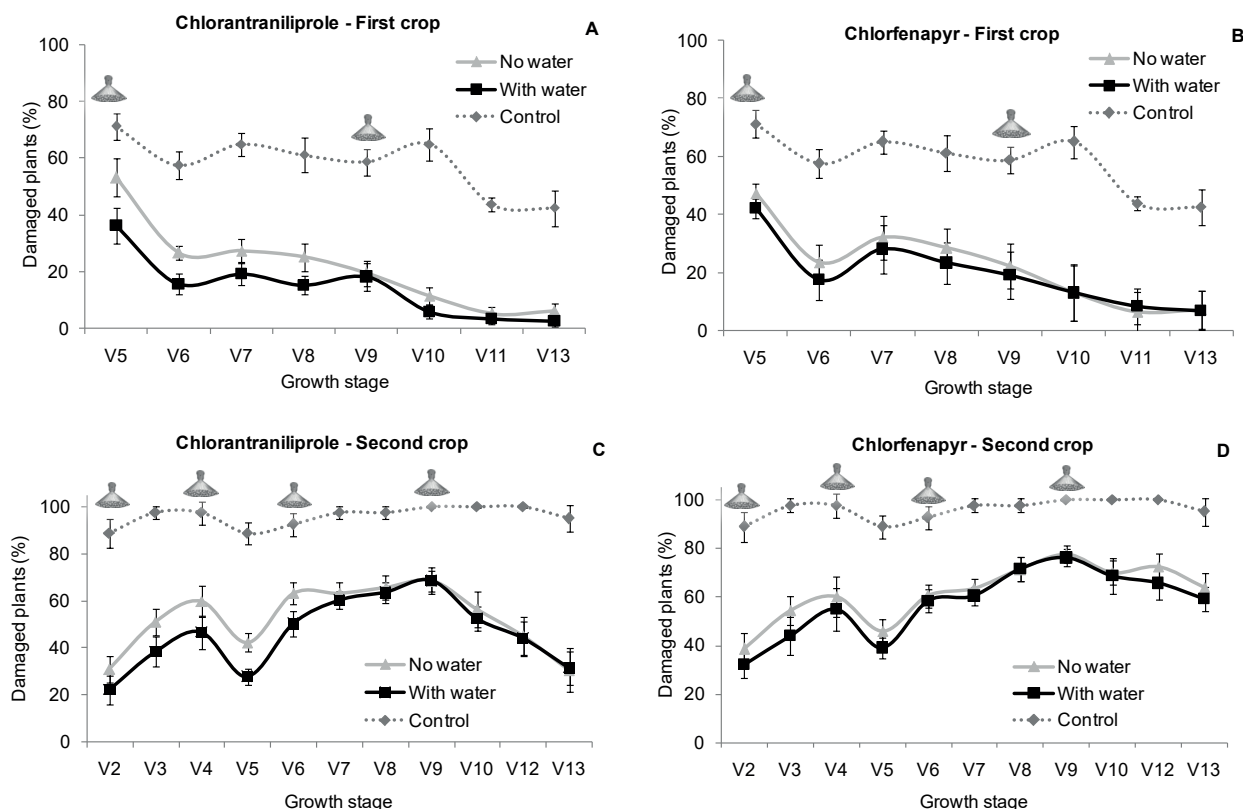 Chlorantraniliprole - First crop
A
100
80
60
40
20
0
Damaged plants (%)
No water
With water
Control
V5 V6 V7 V8 V9 V10 V11 V13
Growth stage
Chlorfenapyr - First crop
B
100
80
60
40
20
0
Damaged plants (%)
No water
With water
Control
V5 V6 V7 V8 V9 V10 V11 V13
Growth stage
Chlorantraniliprole - Second crop
C
100
80
60
40
20
0
Damaged plants (%)
No water
With water
Control
V2 V3 V4 V5 V6 V7 V8 V9 V10 V12 V13
Growth stage
Chlorfenapyr - Second crop
D
100
80
60
40
20
0
Damaged plants (%)
No water
With water
Control
V2 V3 V4 V5 V6 V7 V8 V9 V10 V12 V13
Growth stage